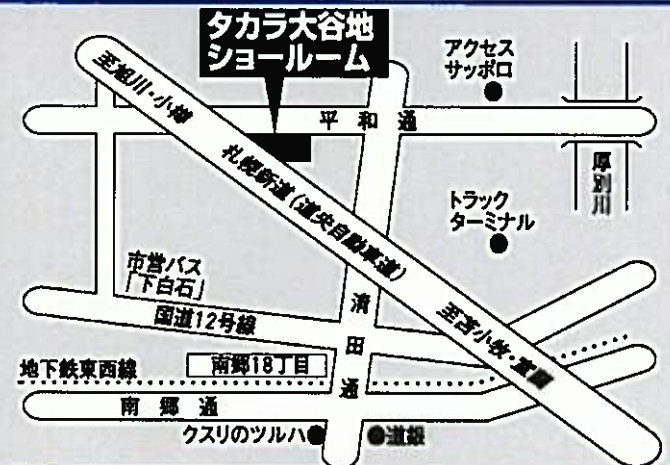 タカラ大谷地
ショールーム
アクセス
サッポロ
至旭川・小樽
平和通
札幌新道(道央自動車道)
厚別川
トラック
ターミナル
市営バス
「下白石」
国道12号線
清田通
至苫小牧・室蘭
地下鉄東西線
南郷18丁目
南郷通
クスリのツルハ
道銀